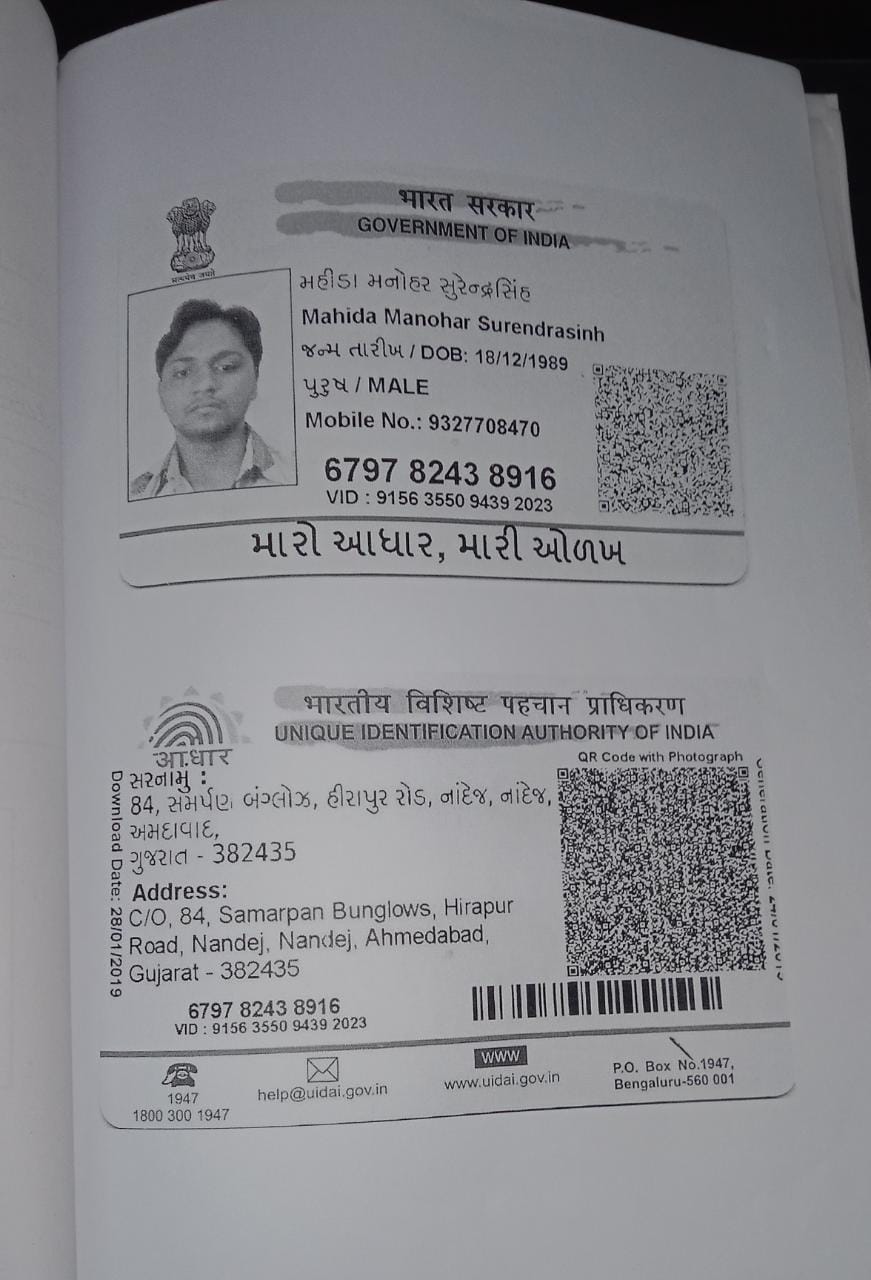 भारत सरकार
GOVERNMENT OF INDIA
सत्यमेव जयते
મહીડા મનોહર સુરેન્દ્રસિંહ
Mahida Manohar Surendrasinh
જન્મ તારીખ / DOB: 18/12/1989
પુરુષ / MALE
Mobile No.: 9327708470
6797 8243 8916
VID : 9156 3550 9439 2023
મારો આધાર, મારી ઓળખ
भारतीय विशिष्ट पहचान प्राधिकरण
UNIQUE IDENTIFICATION AUTHORITY OF INDIA
आधार
QR Code with Photograph
Download Date: 28/01/2019
સરનામુ :
84, સમર્પણ બંગ્લોઝ, હીરાપુર રોડ, નાંદેજ, નાંદેજ,
અમદાવાદ,
ગુજરાત - 382435
Address:
C/O, 84, Samarpan Bunglows, Hirapur
Road, Nandej, Nandej, Ahmedabad,
Gujarat - 382435
6797 8243 8916
VID : 9156 3550 9439 2023
1947
1800 300 1947
help@uidai.gov.in
www
www.uidai.gov.in
P.O. Box No.1947,
Bengaluru-560 001